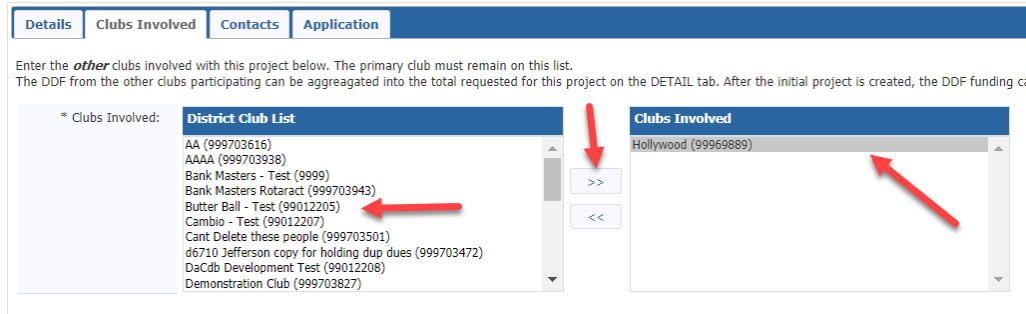 Details Clubs Involved Contacts Application
Enter the other clubs involved with this project below. The primary club must remain on this list.
The DDF from the other clubs participating can be aggreagated into the total requested for this project on the DETAIL tab. After the initial project is created, the DDF funding ca
* Clubs Involved:
District Club List
AA (999703616)
AAAA (999703938)
Bank Masters - Test (9999)
Bank Masters Rotaract (999703943)
Butter Ball - Test (99012205)
Cambio - Test (99012207)
Cant Delete these people (999703501)
d6710 Jefferson copy for holding dup dues (999703472)
DaCdb Development Test (99012208)
Demonstration Club (999703827)
>>
<<
Clubs Involved
Hollywood (99969889)